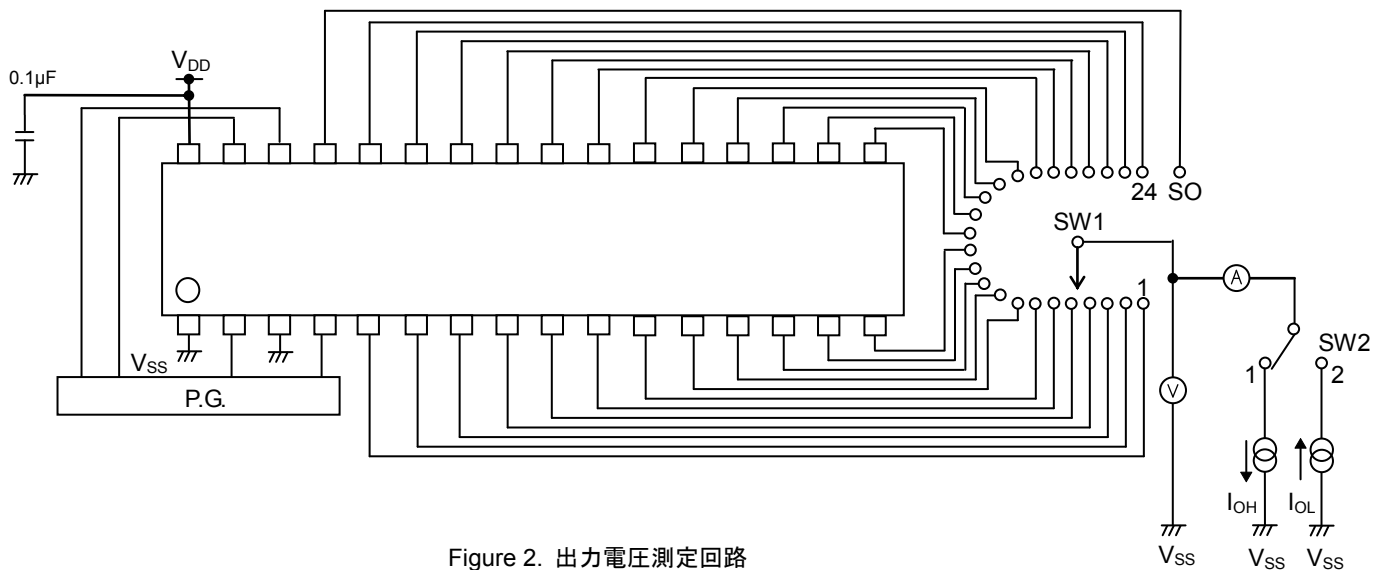 0.1µF
VDD
24 SO
SW1
1
A
SW2
1
2
V
VSS
P.G.
IOH
IOL
VSS
VSS
VSS
Figure 2. 出力電圧測定回路